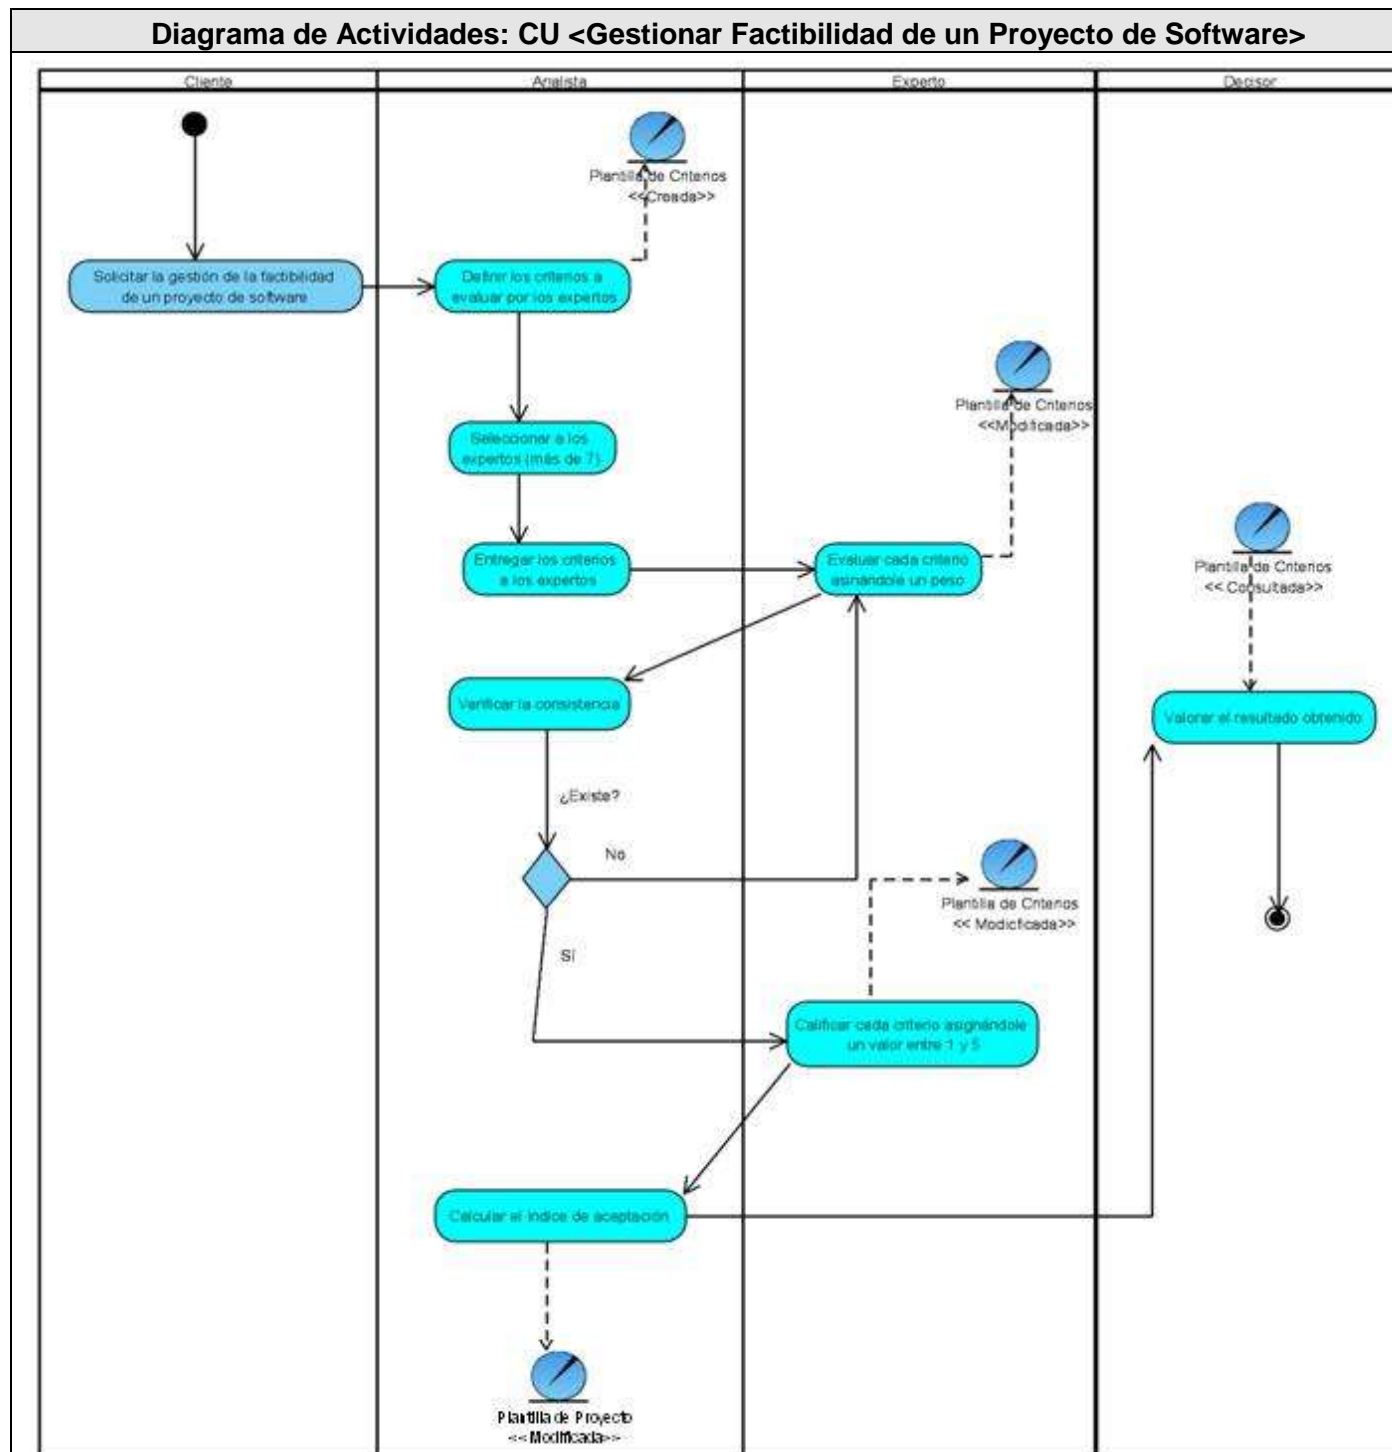 Diagrama de Actividades: CU <Gestionar Factibilidad de un Proyecto de Software>
Cliente
Analista
Experto
Decisor
Plantilla de Criterios
<<Creada>>
Solicitar la gestión de la factibilidad
de un proyecto de software
Definir los criterios a
evaluar por los expertos
Plantilla de Criterios
<<Modificada>>
Seleccionar a los
expertos (más de 7)
Entregar los criterios
a los expertos
Evaluar cada criterio
asinándole un peso
Plantilla de Criterios
<< Consultada>>
Verificar la consistencia
Valorar el resultado obtenido
¿Existe?
No
Plantilla de Criterios
<< Modicficada>>
Sí
Calificar cada criterio asignándole
un valor entre 1 y 5
Calcular el índice de aceptación
Plantilla de Proyecto
<< Modificada>>